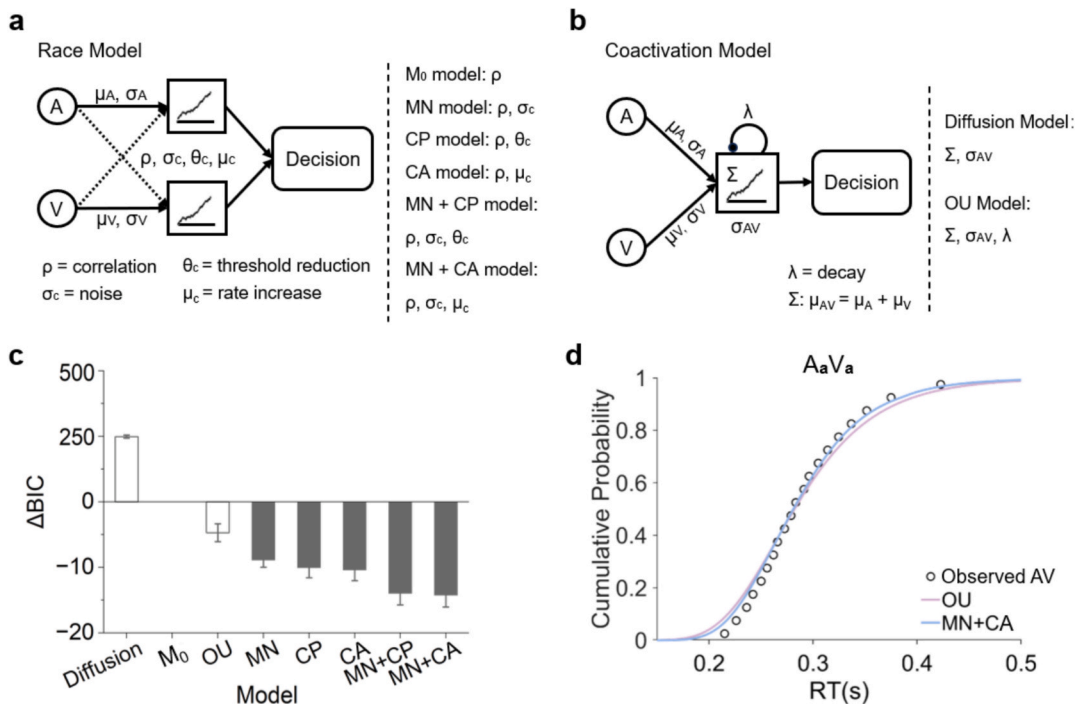 a
Race Model
A
μA, σA
ρ, σc, θc, μc
Decision
V
μV, σV
ρ = correlation
θc = threshold reduction
σc = noise
μc = rate increase
M0 model: ρ
MN model: ρ, σc
CP model: ρ, θc
CA model: ρ, μc
MN + CP model:
ρ, σc, θc
MN + CA model:
ρ, σc, μc
b
Coactivation Model
A
μA, σA
λ
Σ
Decision
σAV
V
μV, σV
λ = decay
Σ: μAV = μA + μV
Diffusion Model:
Σ, σAV
OU Model:
Σ, σAV, λ
c
500
250
0
−10
−20
ΔBIC
Diffusion
M0
OU
MN
CP
CA
MN+CP
MN+CA
Model
d
AaVa
1
0.8
0.6
0.4
0.2
0
Cumulative Probability
Observed AV
OU
MN+CA
0.2 0.3 0.4 0.5
RT(s)